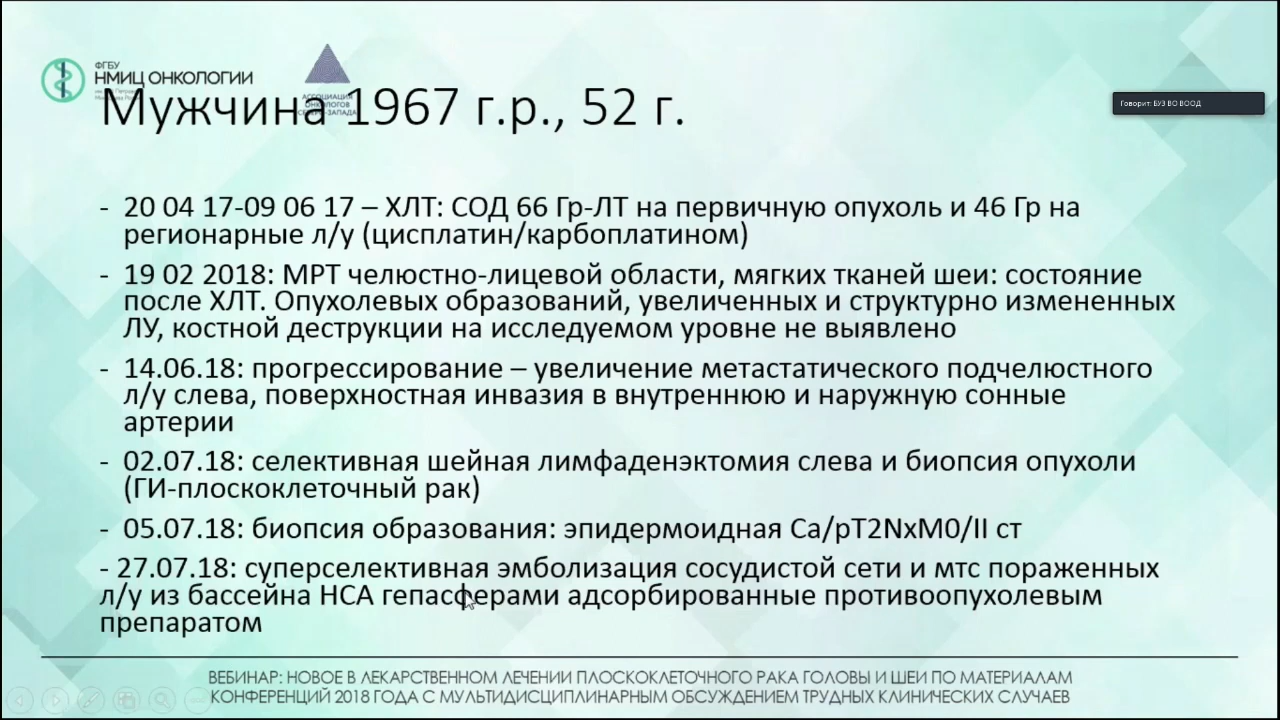 ФГБУ
НМИЦ ОНКОЛОГИИ
АССОЦИАЦИЯ
ОНКОЛОГОВ
СЕВЕРО-ЗАПАДА
Мужчина 1967 г.р., 52 г.
Говорит: БУЗ ВО ВООД
- 20 04 17-09 06 17 – ХЛТ: СОД 66 Гр-ЛТ на первичную опухоль и 46 Гр на
регионарные л/у (цисплатин/карбоплатином)
- 19 02 2018: МРТ челюстно-лицевой области, мягких тканей шеи: состояние
после ХЛТ. Опухолевых образований, увеличенных и структурно измененных
ЛУ, костной деструкции на исследуемом уровне не выявлено
- 14.06.18: прогрессирование – увеличение метастатического подчелюстного
л/у слева, поверхностная инвазия в внутреннюю и наружную сонные
артерии
- 02.07.18: селективная шейная лимфаденэктомия слева и биопсия опухоли
(ГИ-плоскоклеточный рак)
- 05.07.18: биопсия образования: эпидермоидная Са/pT2NxM0/II ст
- 27.07.18: суперселективная эмболизация сосудистой сети и мтс пораженных
л/у из бассейна НСА гепасферами адсорбированные противоопухолевым
препаратом
ВЕБИНАР: НОВОЕ В ЛЕКАРСТВЕННОМ ЛЕЧЕНИИ ПЛОСКОКЛЕТОЧНОГО РАКА ГОЛОВЫ И ШЕИ ПО МАТЕРИАЛАМ
КОНФЕРЕНЦИЙ 2018 ГОДА С МУЛЬТИДИСЦИПЛИНАРНЫМ ОБСУЖДЕНИЕМ ТРУДНЫХ КЛИНИЧЕСКИХ СЛУЧАЕВ